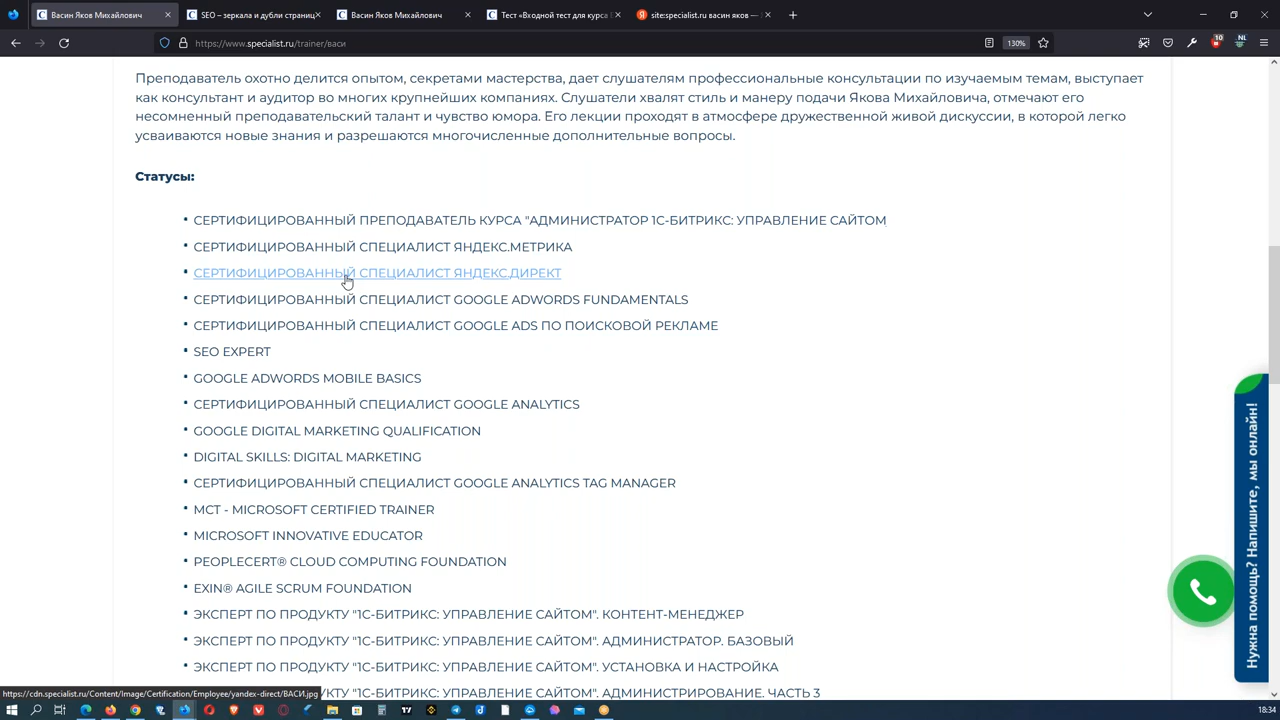 Васин Яков Михайлович
SEO – зеркала и дубли страниц
Васин Яков Михайлович
Тест «Входной тест для курса
site:specialist.ru васин яков —
https://www.specialist.ru/trainer/васи
130%
10
NL
Преподаватель охотно делится опытом, секретами мастерства, дает слушателям профессиональные консультации по изучаемым темам, выступает
как консультант и аудитор во многих крупнейших компаниях. Слушатели хвалят стиль и манеру подачи Якова Михайловича, отмечают его
несомненный преподавательский талант и чувство юмора. Его лекции проходят в атмосфере дружественной живой дискуссии, в которой легко
усваиваются новые знания и разрешаются многочисленные дополнительные вопросы.
Статусы:
• СЕРТИФИЦИРОВАННЫЙ ПРЕПОДАВАТЕЛЬ КУРСА "АДМИНИСТРАТОР 1С-БИТРИКС: УПРАВЛЕНИЕ САЙТОМ
• СЕРТИФИЦИРОВАННЫЙ СПЕЦИАЛИСТ ЯНДЕКС.МЕТРИКА
• СЕРТИФИЦИРОВАННЫЙ СПЕЦИАЛИСТ ЯНДЕКС.ДИРЕКТ
• СЕРТИФИЦИРОВАННЫЙ СПЕЦИАЛИСТ GOOGLE ADWORDS FUNDAMENTALS
• СЕРТИФИЦИРОВАННЫЙ СПЕЦИАЛИСТ GOOGLE ADS ПО ПОИСКОВОЙ РЕКЛАМЕ
• SEO EXPERT
• GOOGLE ADWORDS MOBILE BASICS
• СЕРТИФИЦИРОВАННЫЙ СПЕЦИАЛИСТ GOOGLE ANALYTICS
• GOOGLE DIGITAL MARKETING QUALIFICATION
• DIGITAL SKILLS: DIGITAL MARKETING
• СЕРТИФИЦИРОВАННЫЙ СПЕЦИАЛИСТ GOOGLE ANALYTICS TAG MANAGER
• MCT - MICROSOFT CERTIFIED TRAINER
• MICROSOFT INNOVATIVE EDUCATOR
• PEOPLECERT® CLOUD COMPUTING FOUNDATION
• EXIN® AGILE SCRUM FOUNDATION
• ЭКСПЕРТ ПО ПРОДУКТУ "1С-БИТРИКС: УПРАВЛЕНИЕ САЙТОМ". КОНТЕНТ-МЕНЕДЖЕР
• ЭКСПЕРТ ПО ПРОДУКТУ "1С-БИТРИКС: УПРАВЛЕНИЕ САЙТОМ". АДМИНИСТРАТОР. БАЗОВЫЙ
• ЭКСПЕРТ ПО ПРОДУКТУ "1С-БИТРИКС: УПРАВЛЕНИЕ САЙТОМ". УСТАНОВКА И НАСТРОЙКА
УКТУ "1С-БИТРИКС: УПРАВЛЕНИЕ САЙТОМ". АДМИНИСТРИРОВАНИЕ. ЧАСТЬ 3
Нужна помощь? Напишите, мы онлайн!
https://cdn.specialist.ru/Content/Image/Certification/Employee/yandex-direct/ВАСИ.jpg
18:34